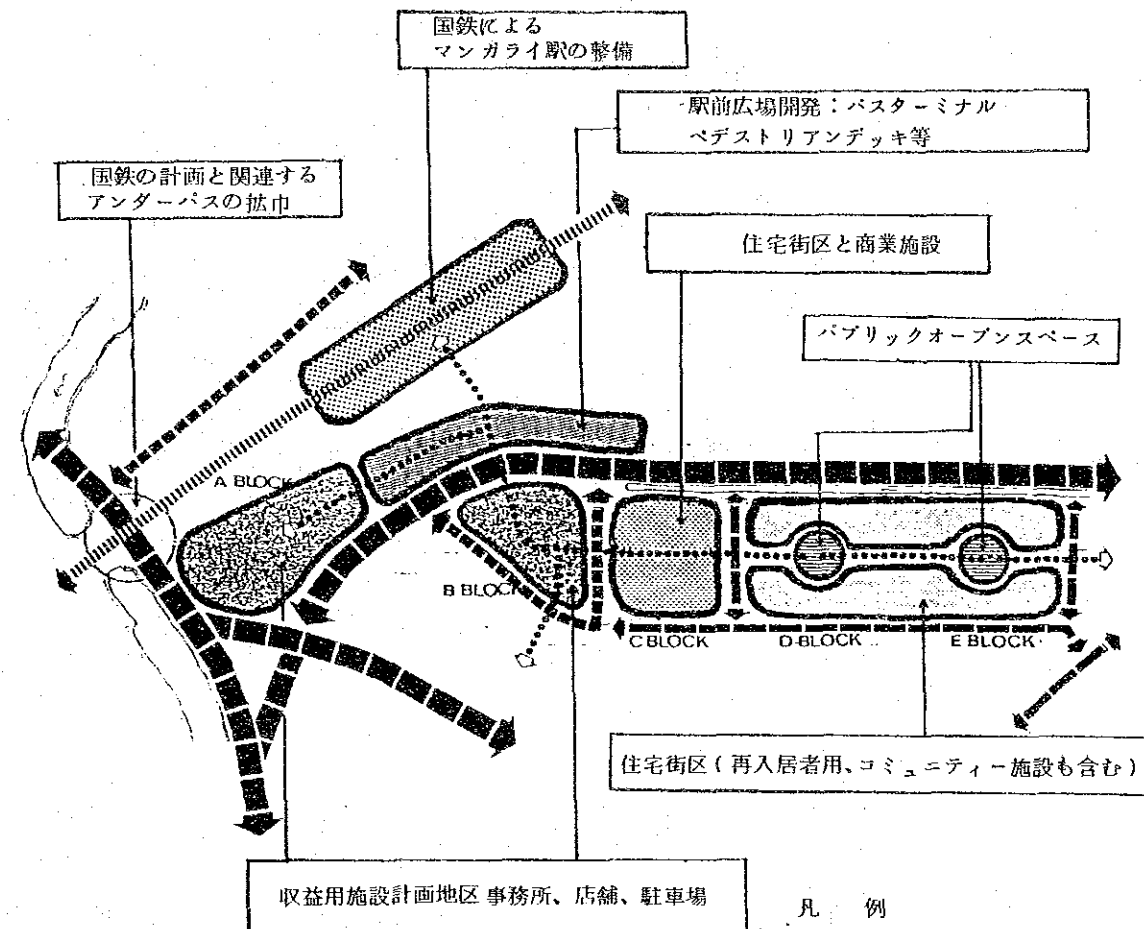 国鉄による
マンガライ駅の整備
駅前広場開発：バスターミナル
ペデストリアンデッキ等
国鉄の計画と関連する
アンダーパスの拡巾
住宅街区と商業施設
パブリックオープンスペース
A BLOCK
B BLOCK
C BLOCK
D-BLOCK
E BLOCK
住宅街区(再入居者用、コミュニティー施設も含む)
収益用施設計画地区 事務所、店舗、駐車場
凡 例